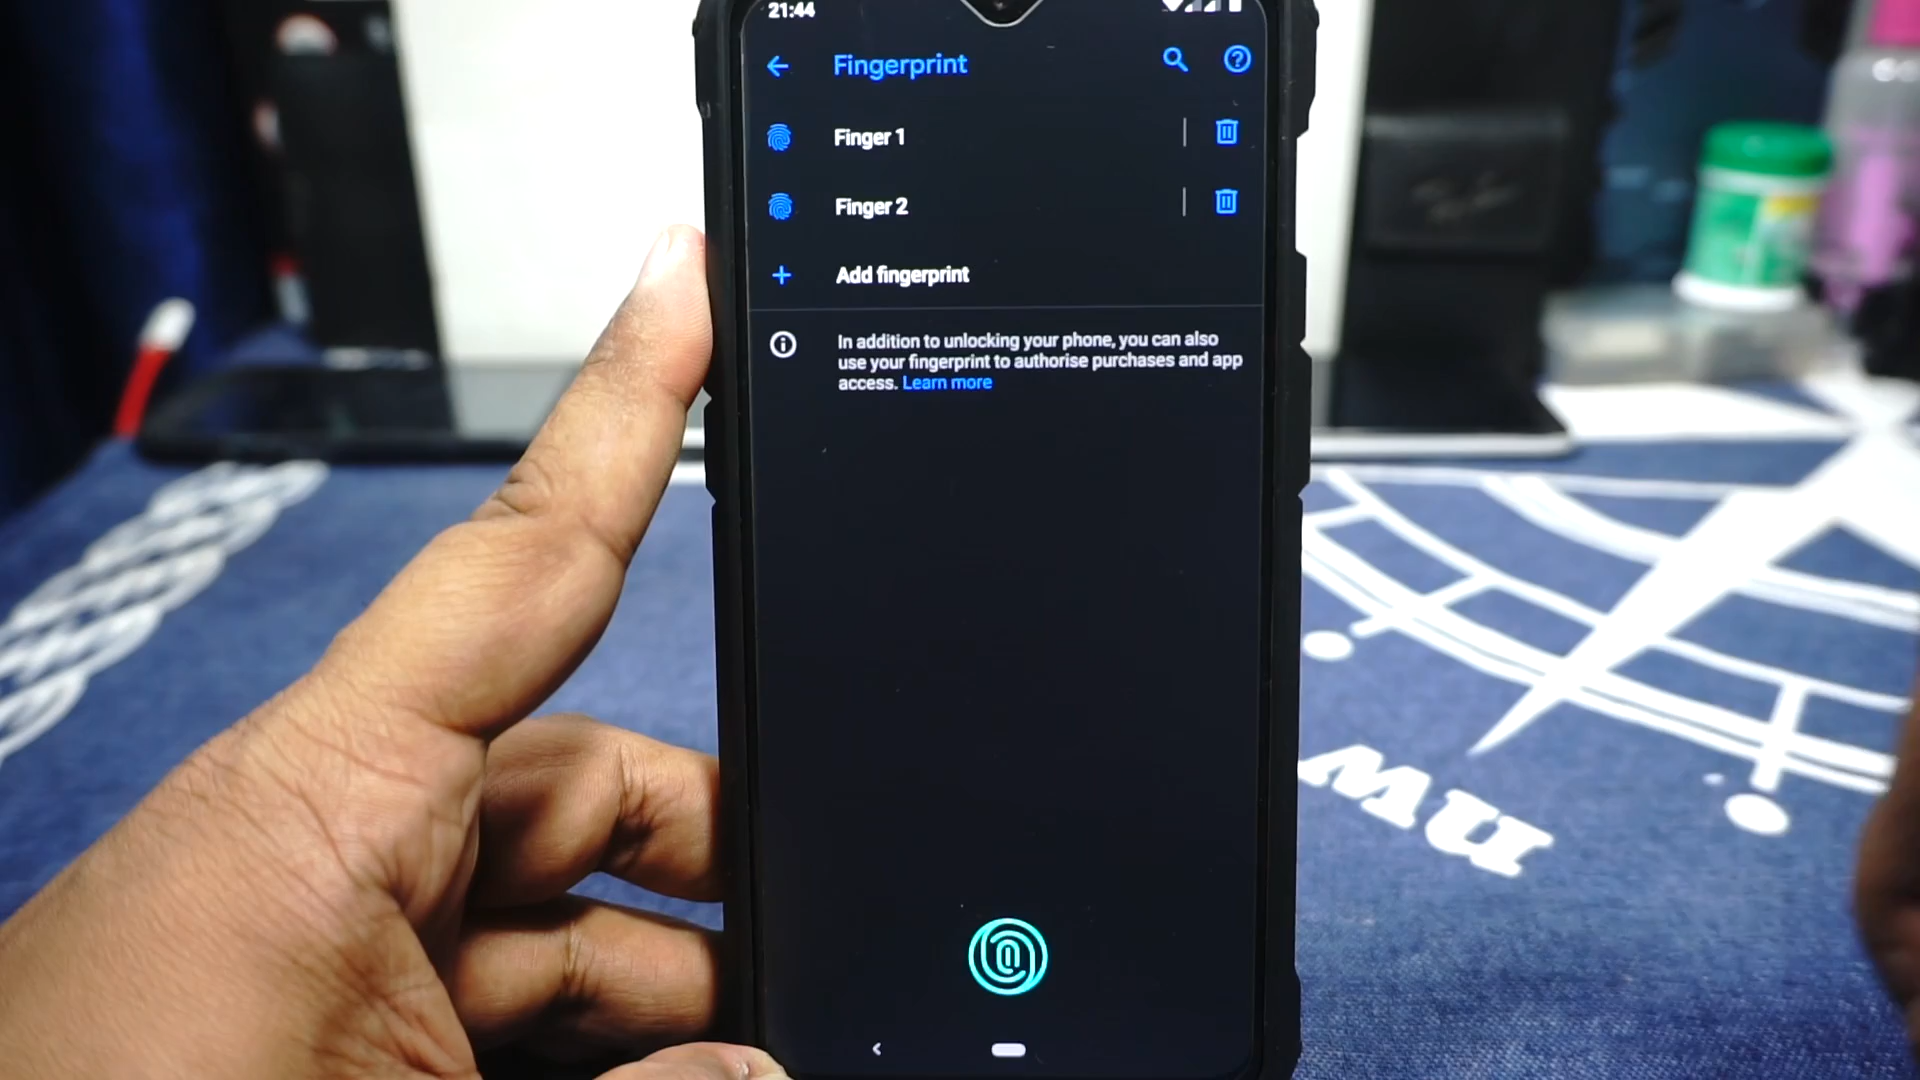 21:44
Fingerprint
Finger 1
Finger 2
Add fingerprint
In addition to unlocking your phone, you can also
use your fingerprint to authorise purchases and app
access. Learn more
nw